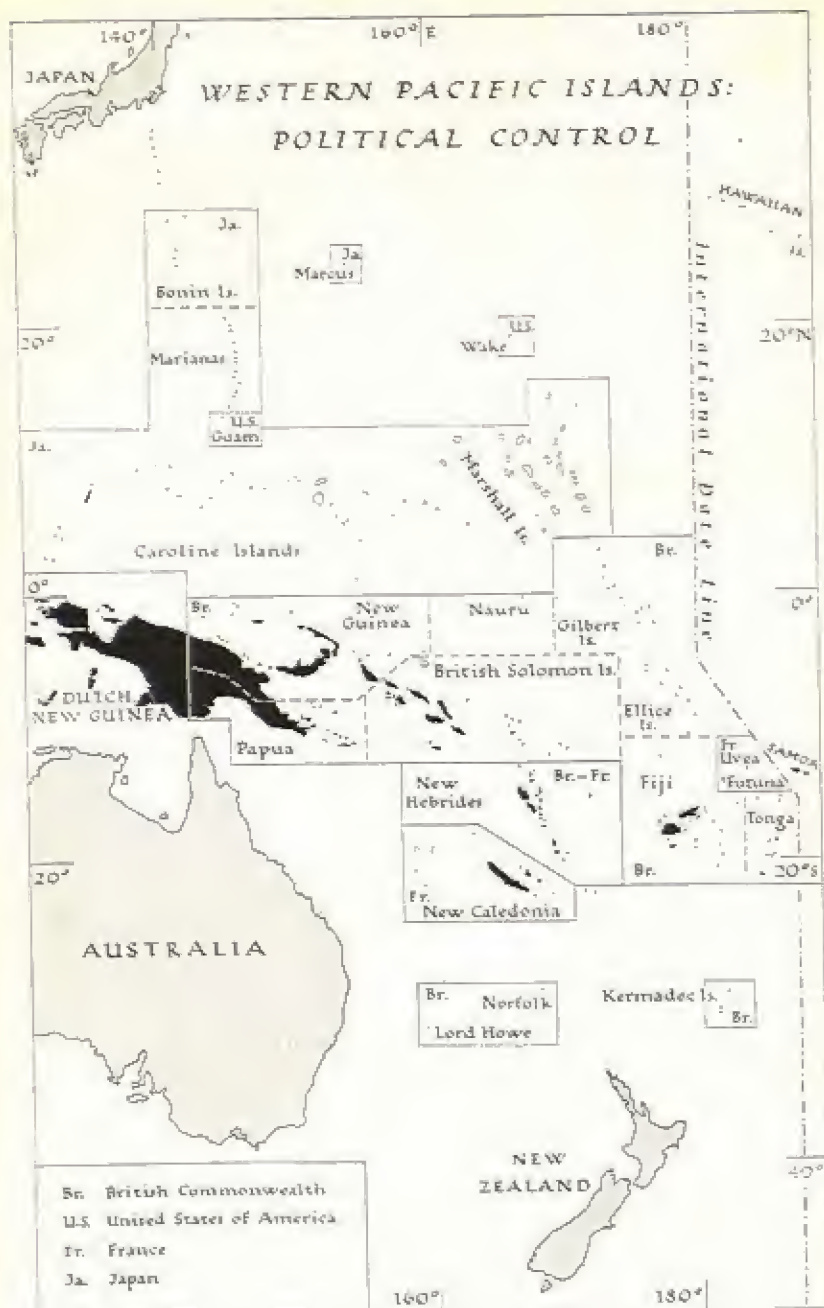 140°
160° E
180°
JAPAN
WESTERN PACIFIC ISLANDS:
POLITICAL CONTROL
HAWAIIAN
Is.
Ja.
Bonin Is.
Ja.
Marcus
International Date Line
20°
Marianas
U.S.
Wake
20°N
U.S.
Guam
Ja.
Marshall Is.
Caroline Islands
Br.
0°
Br.
New
Guinea
Nauru
Gilbert
Is.
0°
British Solomon Is.
DUTCH
NEW GUINEA
Papua
Ellice
Is.
Fr.
Uvea
Futuna
SAMOA
New
Hebrides
Br.-Fr.
Fiji
Tonga
20°
Fr.
New Caledonia
Br.
20°S
AUSTRALIA
Br.
Norfolk
Lord Howe
Kermadec Is.
Br.
NEW
ZEALAND
40°
Br. British Commonwealth
U.S. United States of America
Fr. France
Ja. Japan
160°
180°